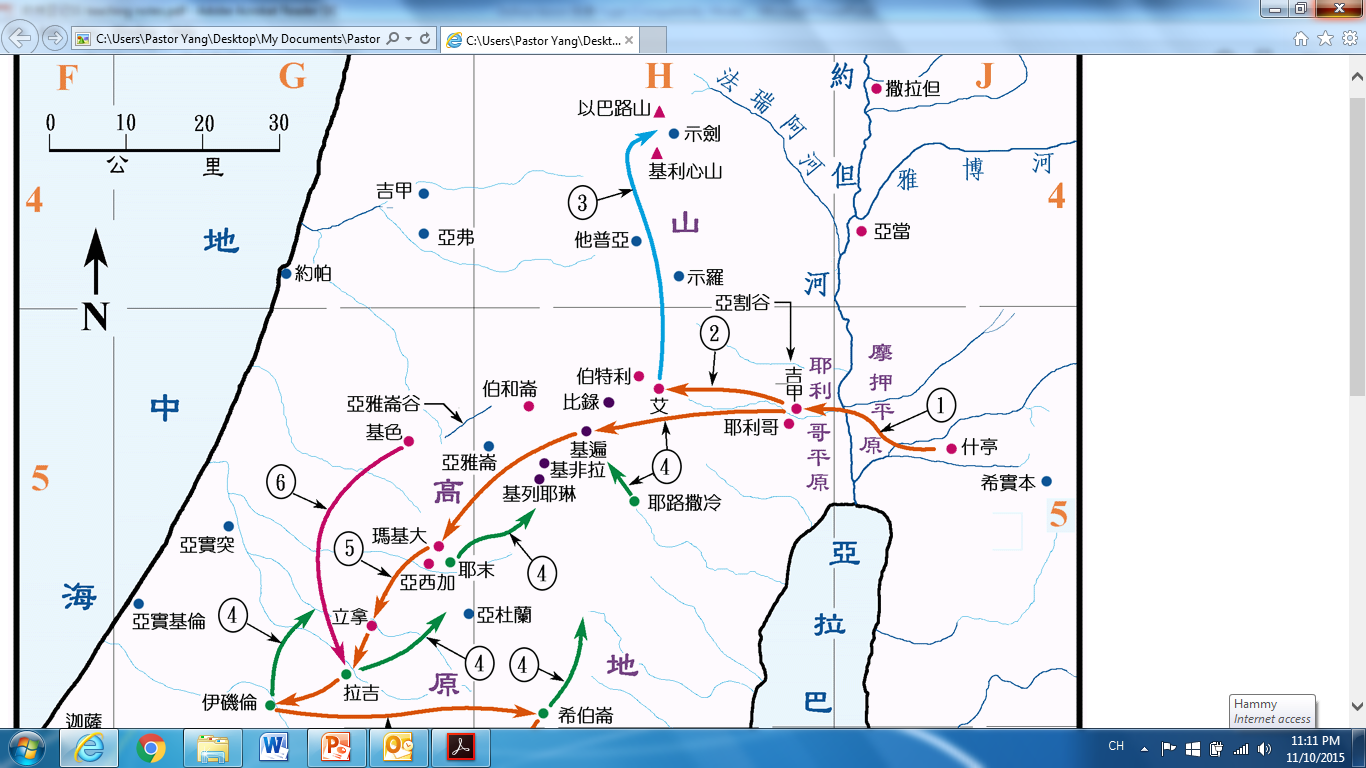 C:\Users\Pastor Yang\Desktop\My Documents\Pastor
C:\Users\Pastor Yang\Deskt...
F
G
H
J
0 10 20 30
公里
4
4
5
5
N
地
中
海
法瑞阿河
約
但
河
雅博河
撒拉但
以巴路山
示劍
基利心山
吉甲
亞弗
約帕
③
他普亞
山
示羅
亞當
亞割谷
②
吉甲
耶利哥平原
摩押平原
①
什亭
希實本
伯特利
艾
比錄
耶利哥
伯和崙
亞雅崙谷
基色
亞雅崙
基遍
基非拉
基列耶琳
④
耶路撒冷
⑥
高
原
亞實突
瑪基大
⑤
亞西加
耶末
④
亞實基倫
④
立拿
亞杜蘭
④
④
地
伊磯倫
拉吉
希伯崙
迦薩
亞
拉
巴
Hammy
Internet access
CH
11:11 PM
11/10/2015